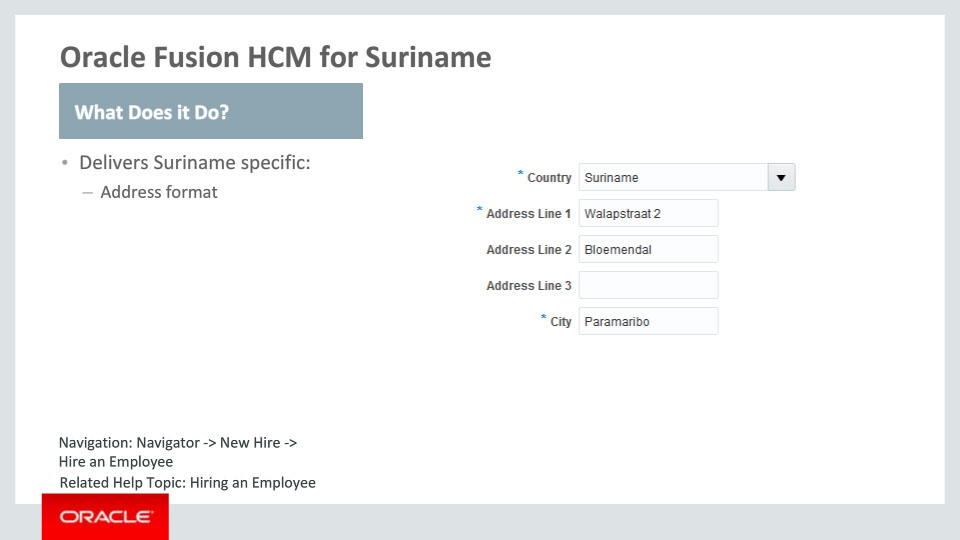 Oracle Fusion HCM for Suriname
What Does it Do?
• Delivers Suriname specific:
– Address format
* Country Suriname
* Address Line 1 Walapstraat 2
Address Line 2 Bloemendal
Address Line 3
* City Paramaribo
Navigation: Navigator -> New Hire ->
Hire an Employee
Related Help Topic: Hiring an Employee
ORACLE